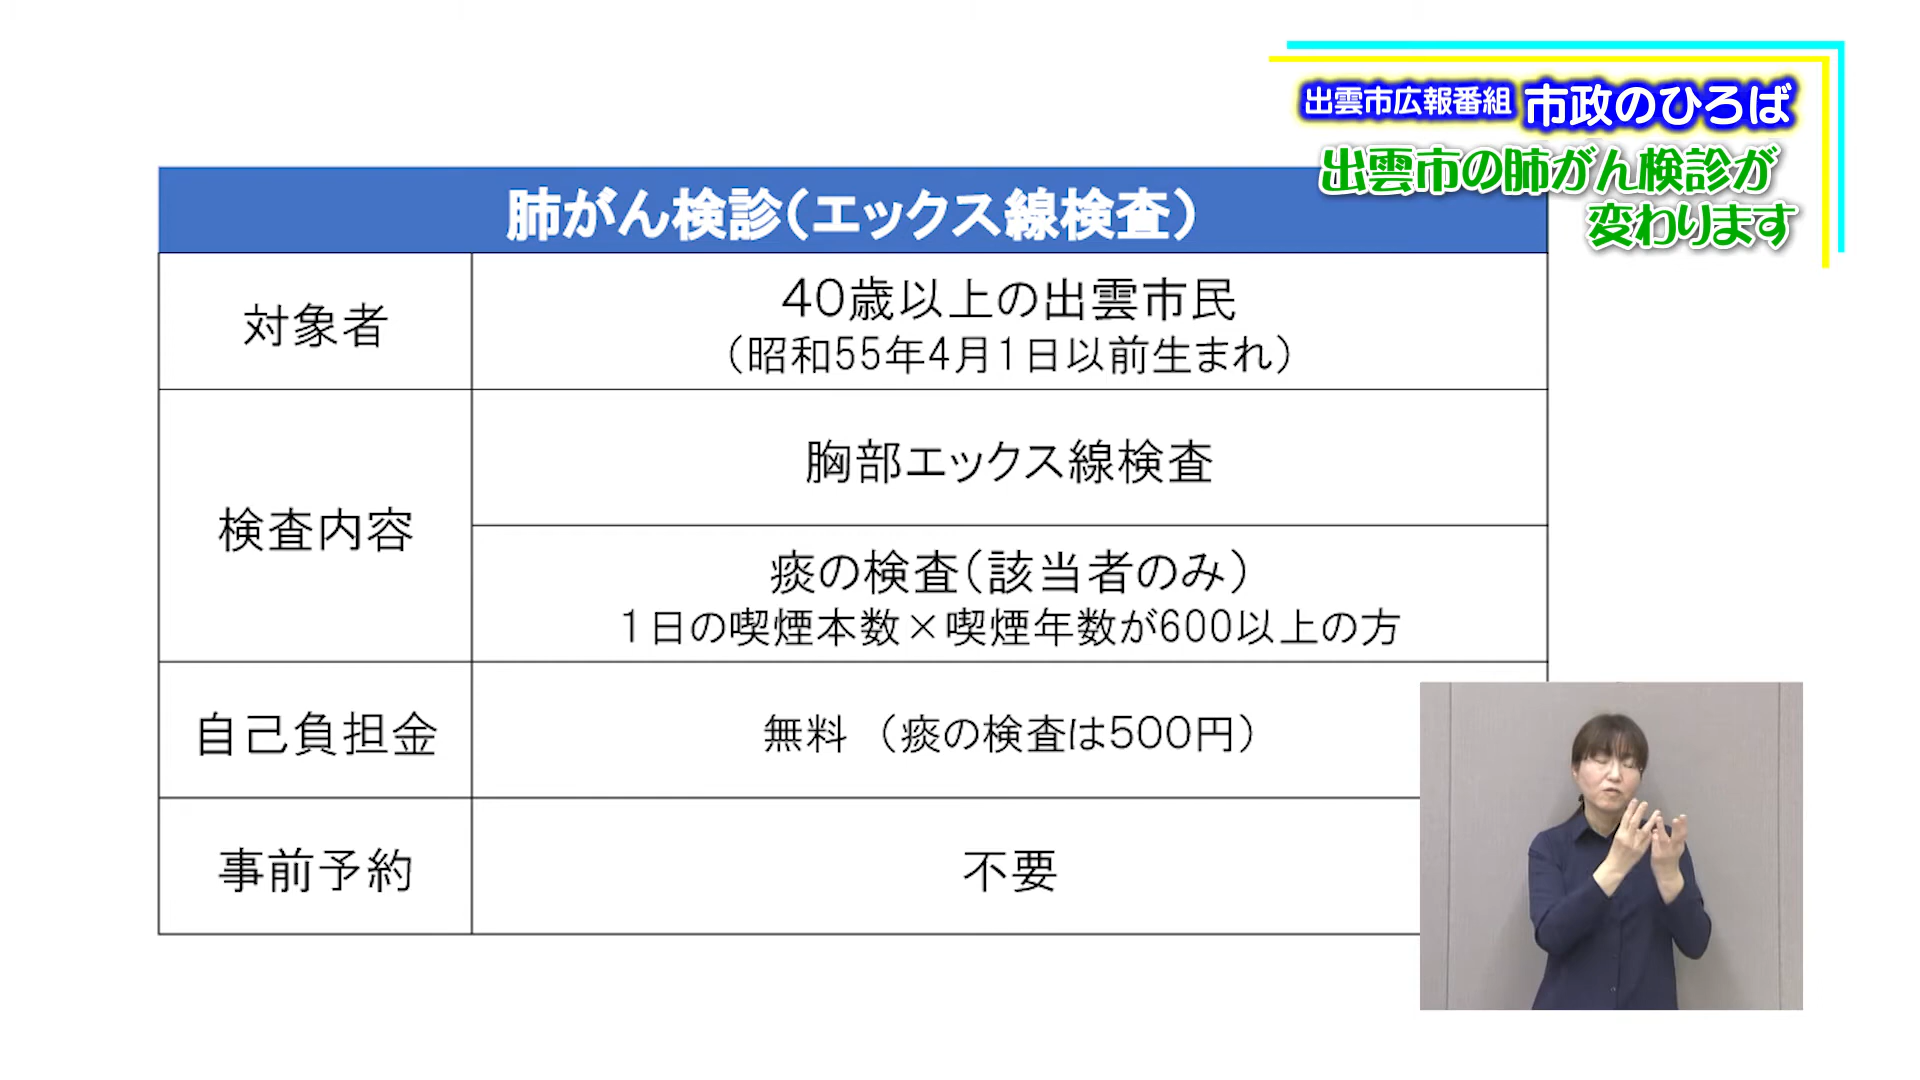 出雲市広報番組 市政のひろば
出雲市の肺がん検診が
変わります
肺がん検診（エックス線検査）
対象者
40歳以上の出雲市民
（昭和55年4月1日以前生まれ）
検査内容
胸部エックス線検査
痰の検査（該当者のみ）
1日の喫煙本数×喫煙年数が600以上の方
自己負担金
無料 （痰の検査は500円）
事前予約
不要